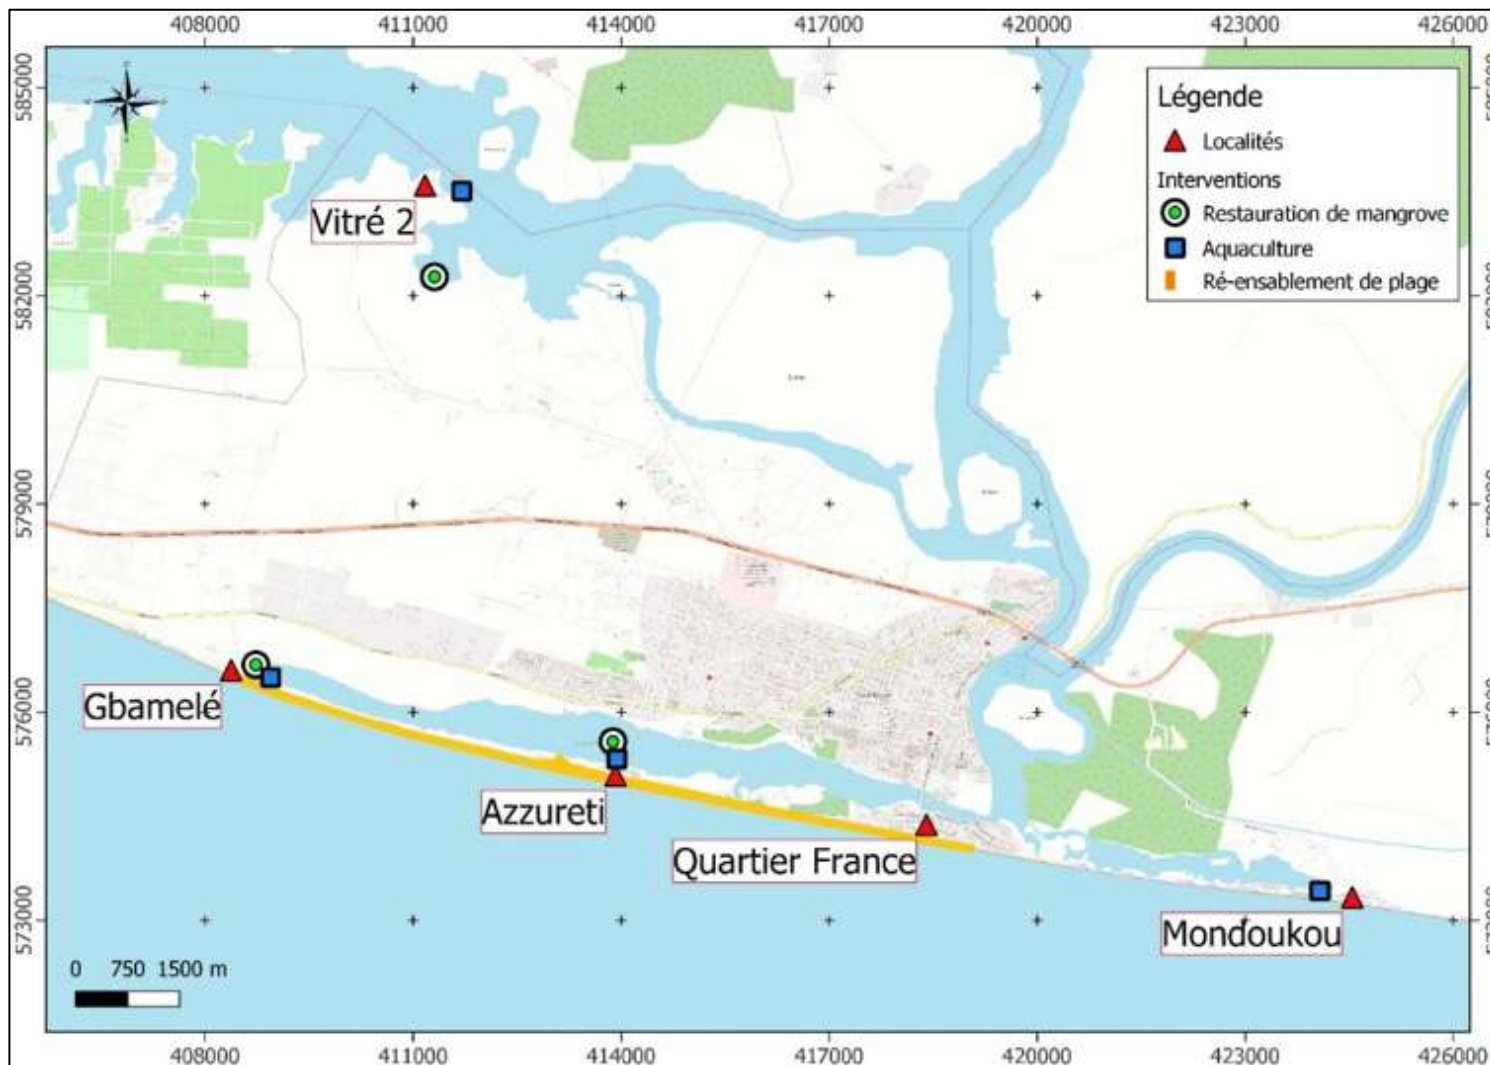 408000 411000 414000 417000 420000 423000 426000
585000
582000
579000
576000
573000
Légende
Localités
Interventions
Restauration de mangrove
Aquaculture
Ré-ensablement de plage
Vitré 2
Gbamelé
Azzureti
Quartier France
Mondoukou
0 750 1500 m
408000 411000 414000 417000 420000 423000 426000